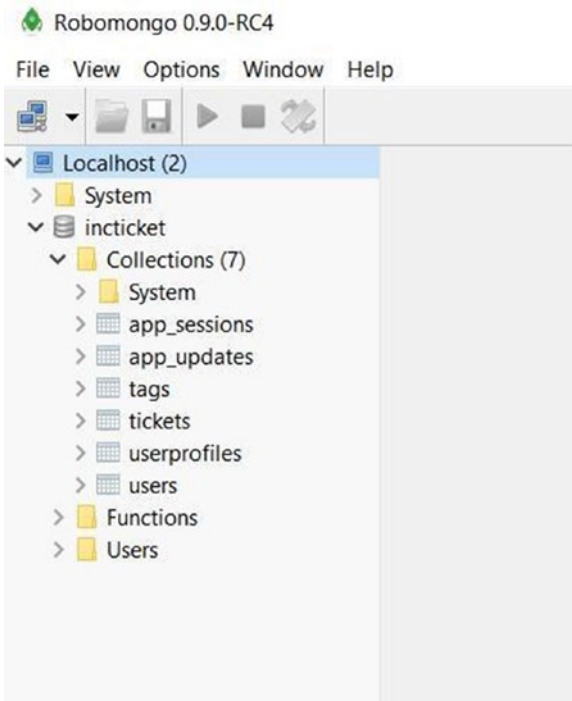 Robomongo 0.9.0-RC4
File View Options Window Help
Localhost (2)
System
incticket
Collections (7)
System
app_sessions
app_updates
tags
tickets
userprofiles
users
Functions
Users